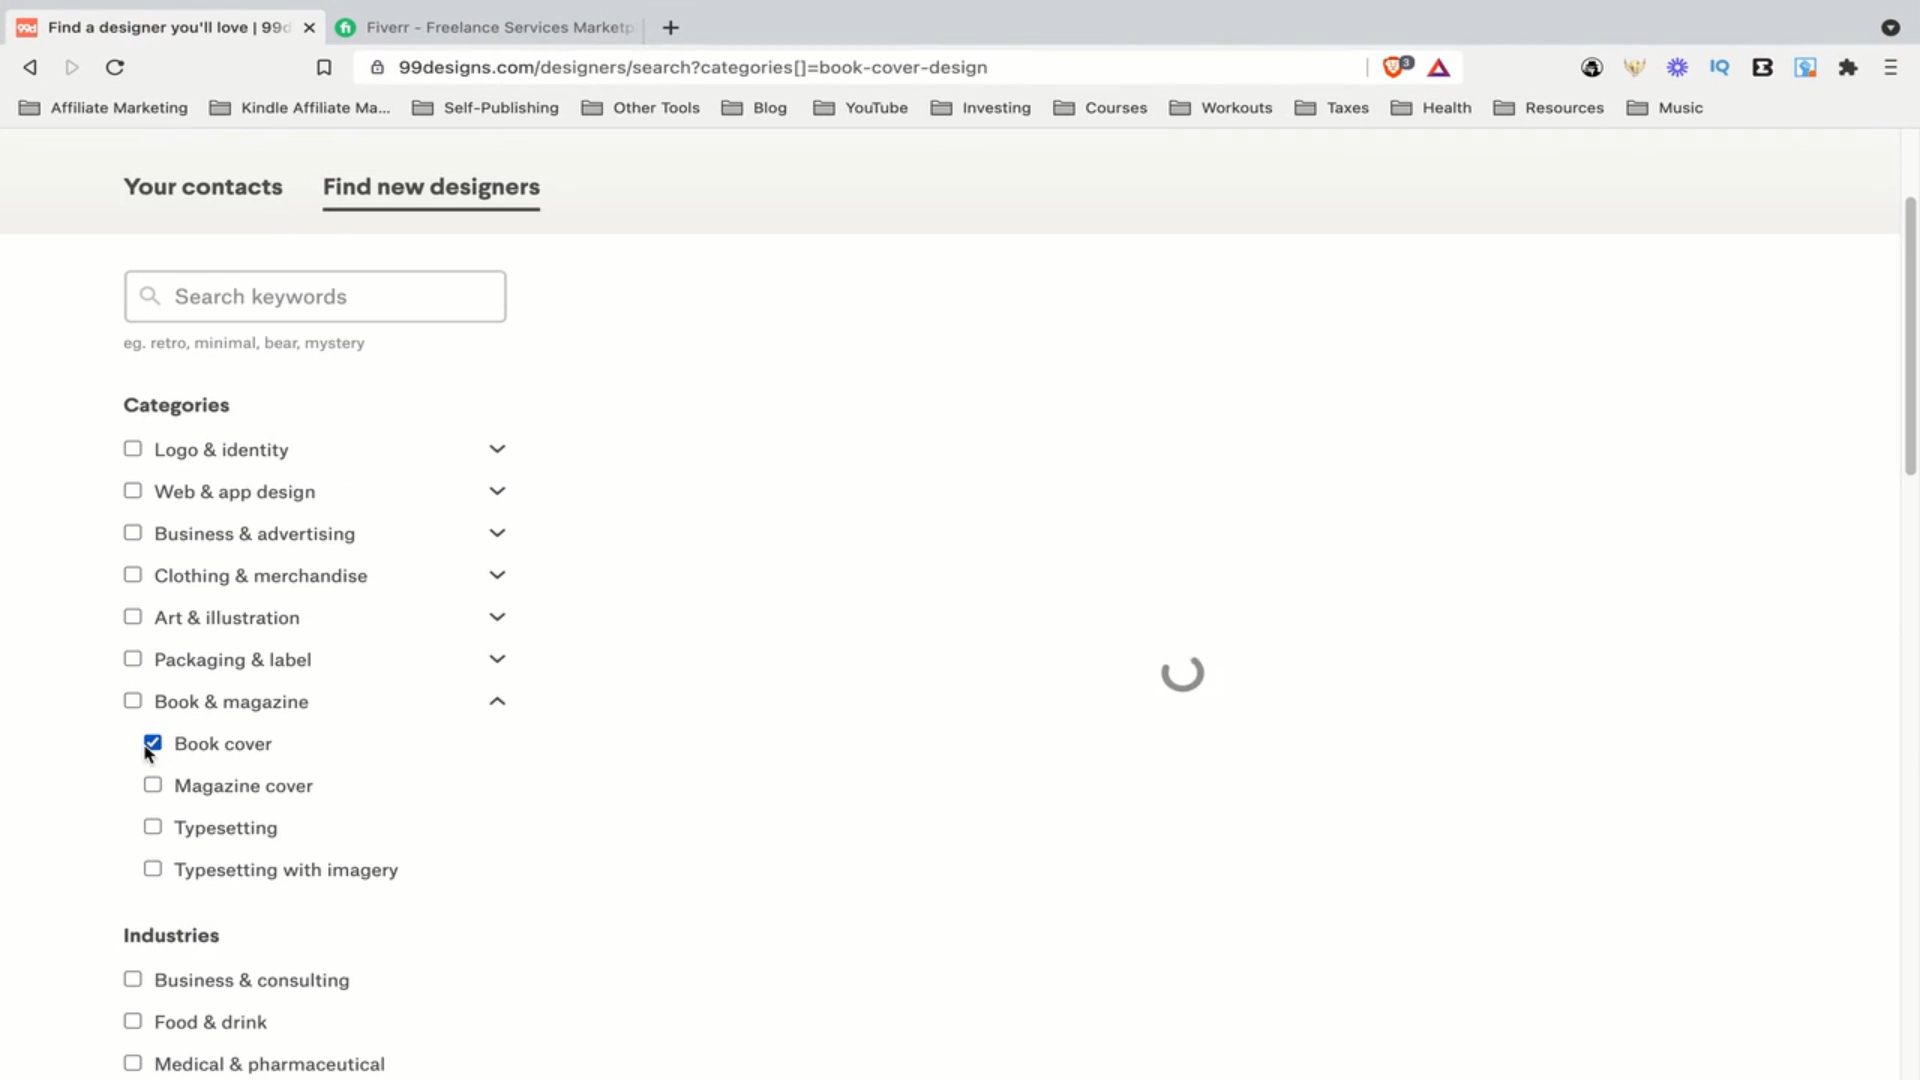 Find a designer you'll love | 99d
Fiverr - Freelance Services Marketp
99designs.com/designers/search?categories[]=book-cover-design
3
IQ
Affiliate Marketing
Kindle Affiliate Ma...
Self-Publishing
Other Tools
Blog
YouTube
Investing
Courses
Workouts
Taxes
Health
Resources
Music
Your contacts
Find new designers
Search keywords
eg. retro, minimal, bear, mystery
Categories
Logo & identity
Web & app design
Business & advertising
Clothing & merchandise
Art & illustration
Packaging & label
Book & magazine
Book cover
Magazine cover
Typesetting
Typesetting with imagery
Industries
Business & consulting
Food & drink
Medical & pharmaceutical